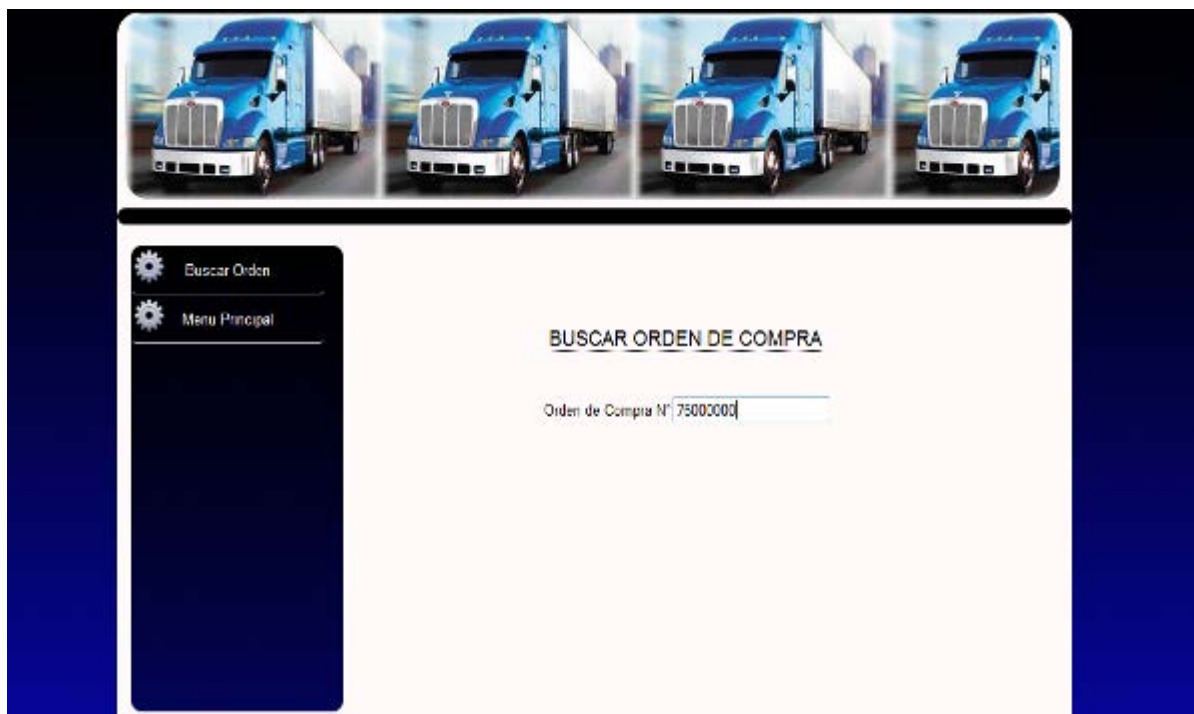 Buscar Orden
Menu Principal
BUSCAR ORDEN DE COMPRA
Orden de Compra N° 75000000